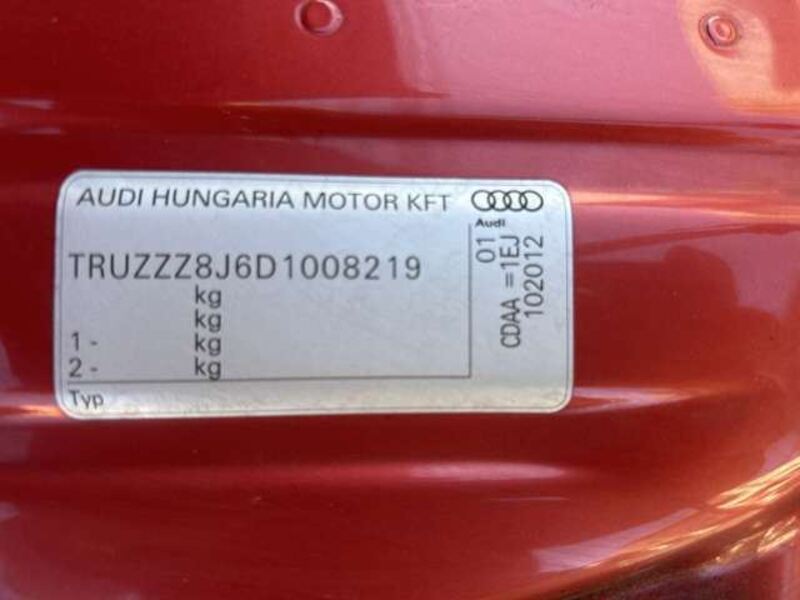 AUDI HUNGARIA MOTOR KFT
Audi
TRUZZZ8J6D1008219
kg
kg
1 - kg
2 - kg
Typ
01
CDAA =1EJ
102012